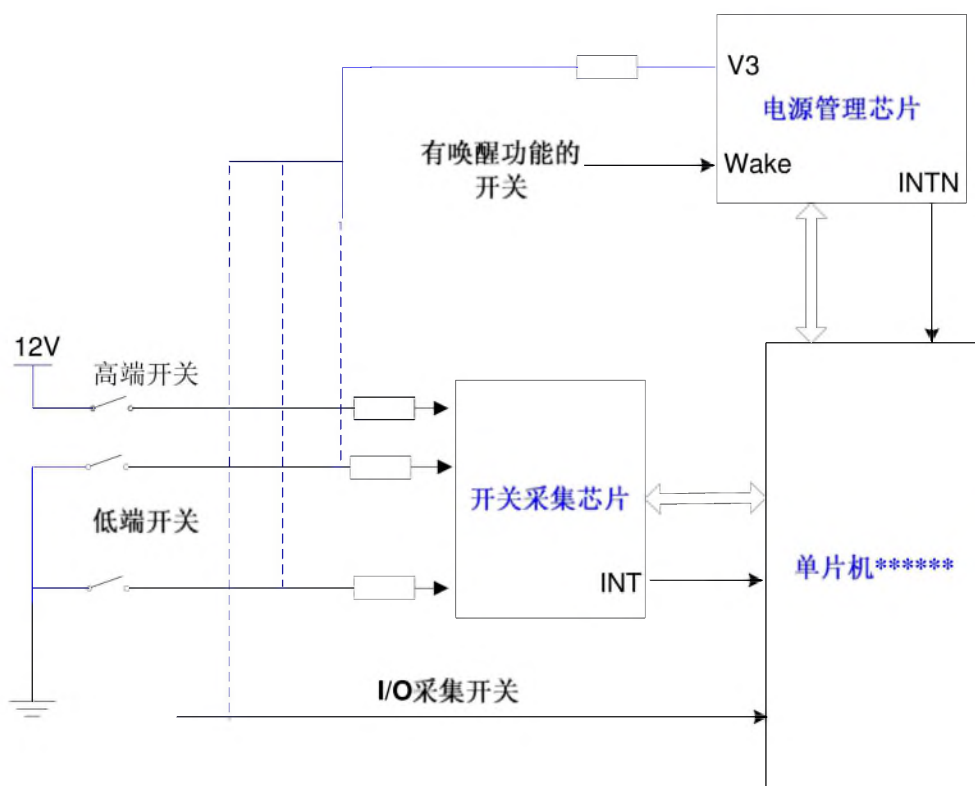 V3
电源管理芯片
有唤醒功能的
开关
Wake
INTN
12V
高端开关
开关采集芯片
低端开关
单片机******
INT
I/O采集开关